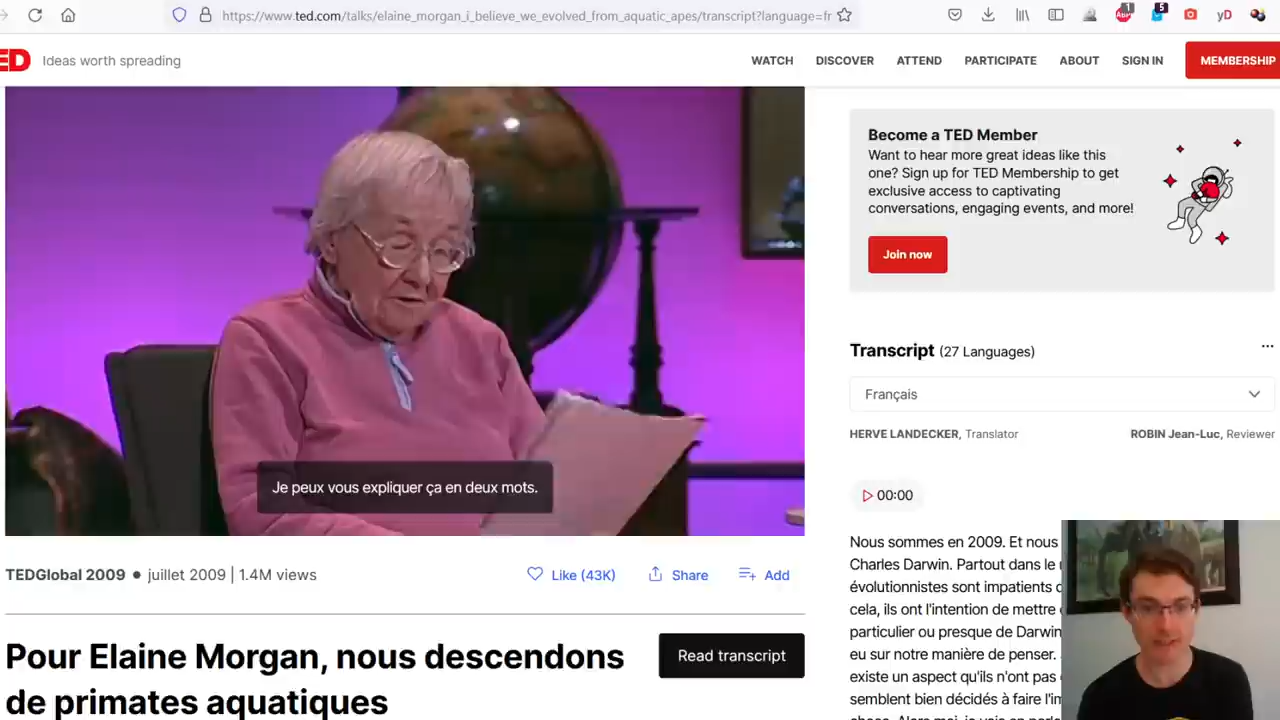 https://www.ted.com/talks/elaine_morgan_i_believe_we_evolved_from_aquatic_apes/transcript?language=fr
1
5
yD
ED
Ideas worth spreading
WATCH
DISCOVER
ATTEND
PARTICIPATE
ABOUT
SIGN IN
MEMBERSHIP
Je peux vous expliquer ça en deux mots.
TEDGlobal 2009 ● juillet 2009 | 1.4M views
Like (43K)
Share
Add
Pour Elaine Morgan, nous descendons
de primates aquatiques
Read transcript
Become a TED Member
Want to hear more great ideas like this
one? Sign up for TED Membership to get
exclusive access to captivating
conversations, engaging events, and more!
Join now
Transcript (27 Languages)
Français
HERVE LANDECKER, Translator
ROBIN Jean-Luc, Reviewer
00:00
Nous sommes en 2009. Et nous
Charles Darwin. Partout dans le
évolutionnistes sont impatients
cela, ils ont l'intention de mettre
particulier ou presque de Darwin
eu sur notre manière de penser.
existe un aspect qu'ils n'ont pas
semblent bien décidés à faire